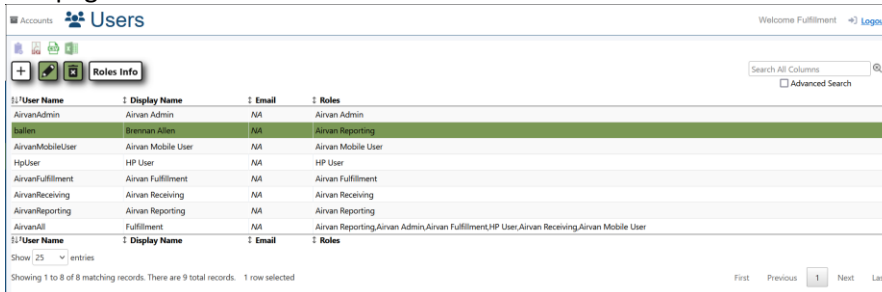 Accounts Users Welcome Fulfillment Logou
Roles Info
Search All Columns
Advanced Search
User Name Display Name Email Roles
AirvanAdmin Airvan Admin NA Airvan Admin
ballen Brennan Allen NA Airvan Reporting
AirvanMobileUser Airvan Mobile User NA Airvan Mobile User
HpUser HP User NA HP User
AirvanFulfillment Airvan Fulfillment NA Airvan Fulfillment
AirvanReceiving Airvan Receiving NA Airvan Receiving
AirvanReporting Airvan Reporting NA Airvan Reporting
AirvanAll Fulfillment NA Airvan Reporting,Airvan Admin,Airvan Fulfillment,HP User,Airvan Receiving,Airvan Mobile User
User Name Display Name Email Roles
Show 25 entries
Showing 1 to 8 of 8 matching records. There are 9 total records. 1 row selected First Previous 1 Next Las